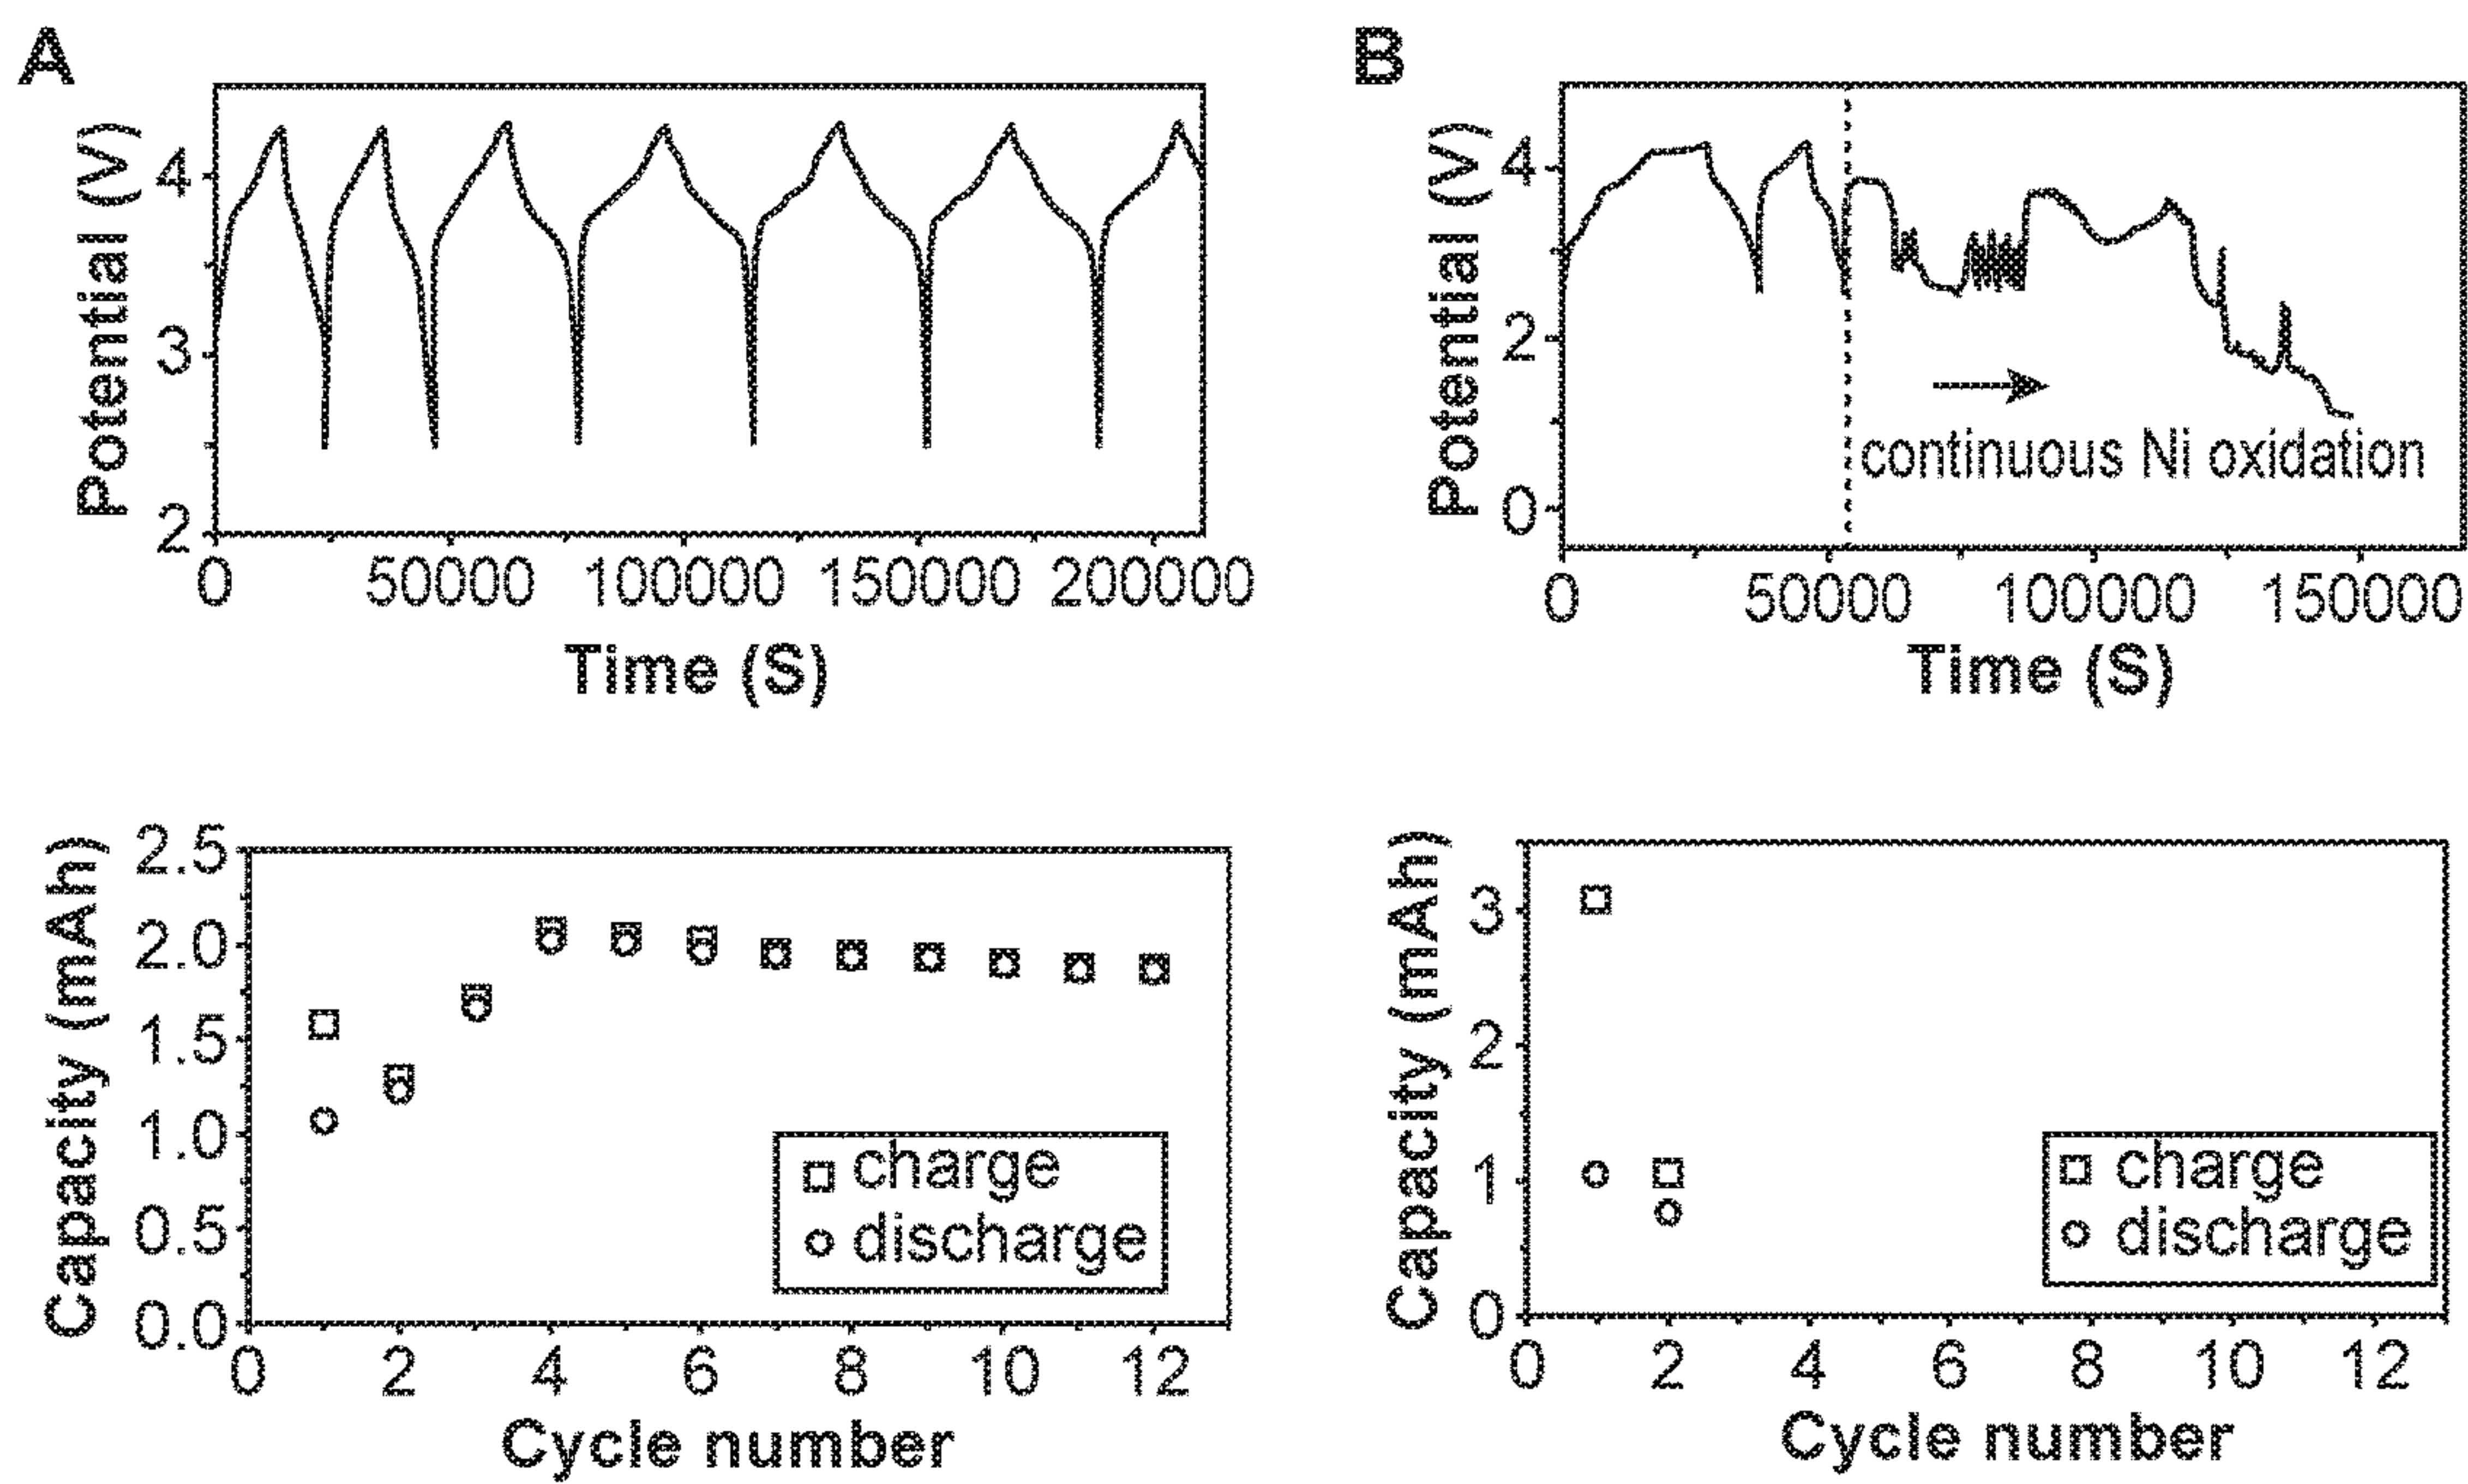 A
Potential (V)
4
3
2
0 50000 100000 150000 200000
Time (S)
B
Potential (V)
4
2
0
continuous Ni oxidation
0 50000 100000 150000
Time (S)
Capacity (mAh)
2.5
2.0
1.5
1.0
0.5
0.0
charge
discharge
0 2 4 6 8 10 12
Cycle number
Capacity (mAh)
3
2
1
0
charge
discharge
0 2 4 6 8 10 12
Cycle number